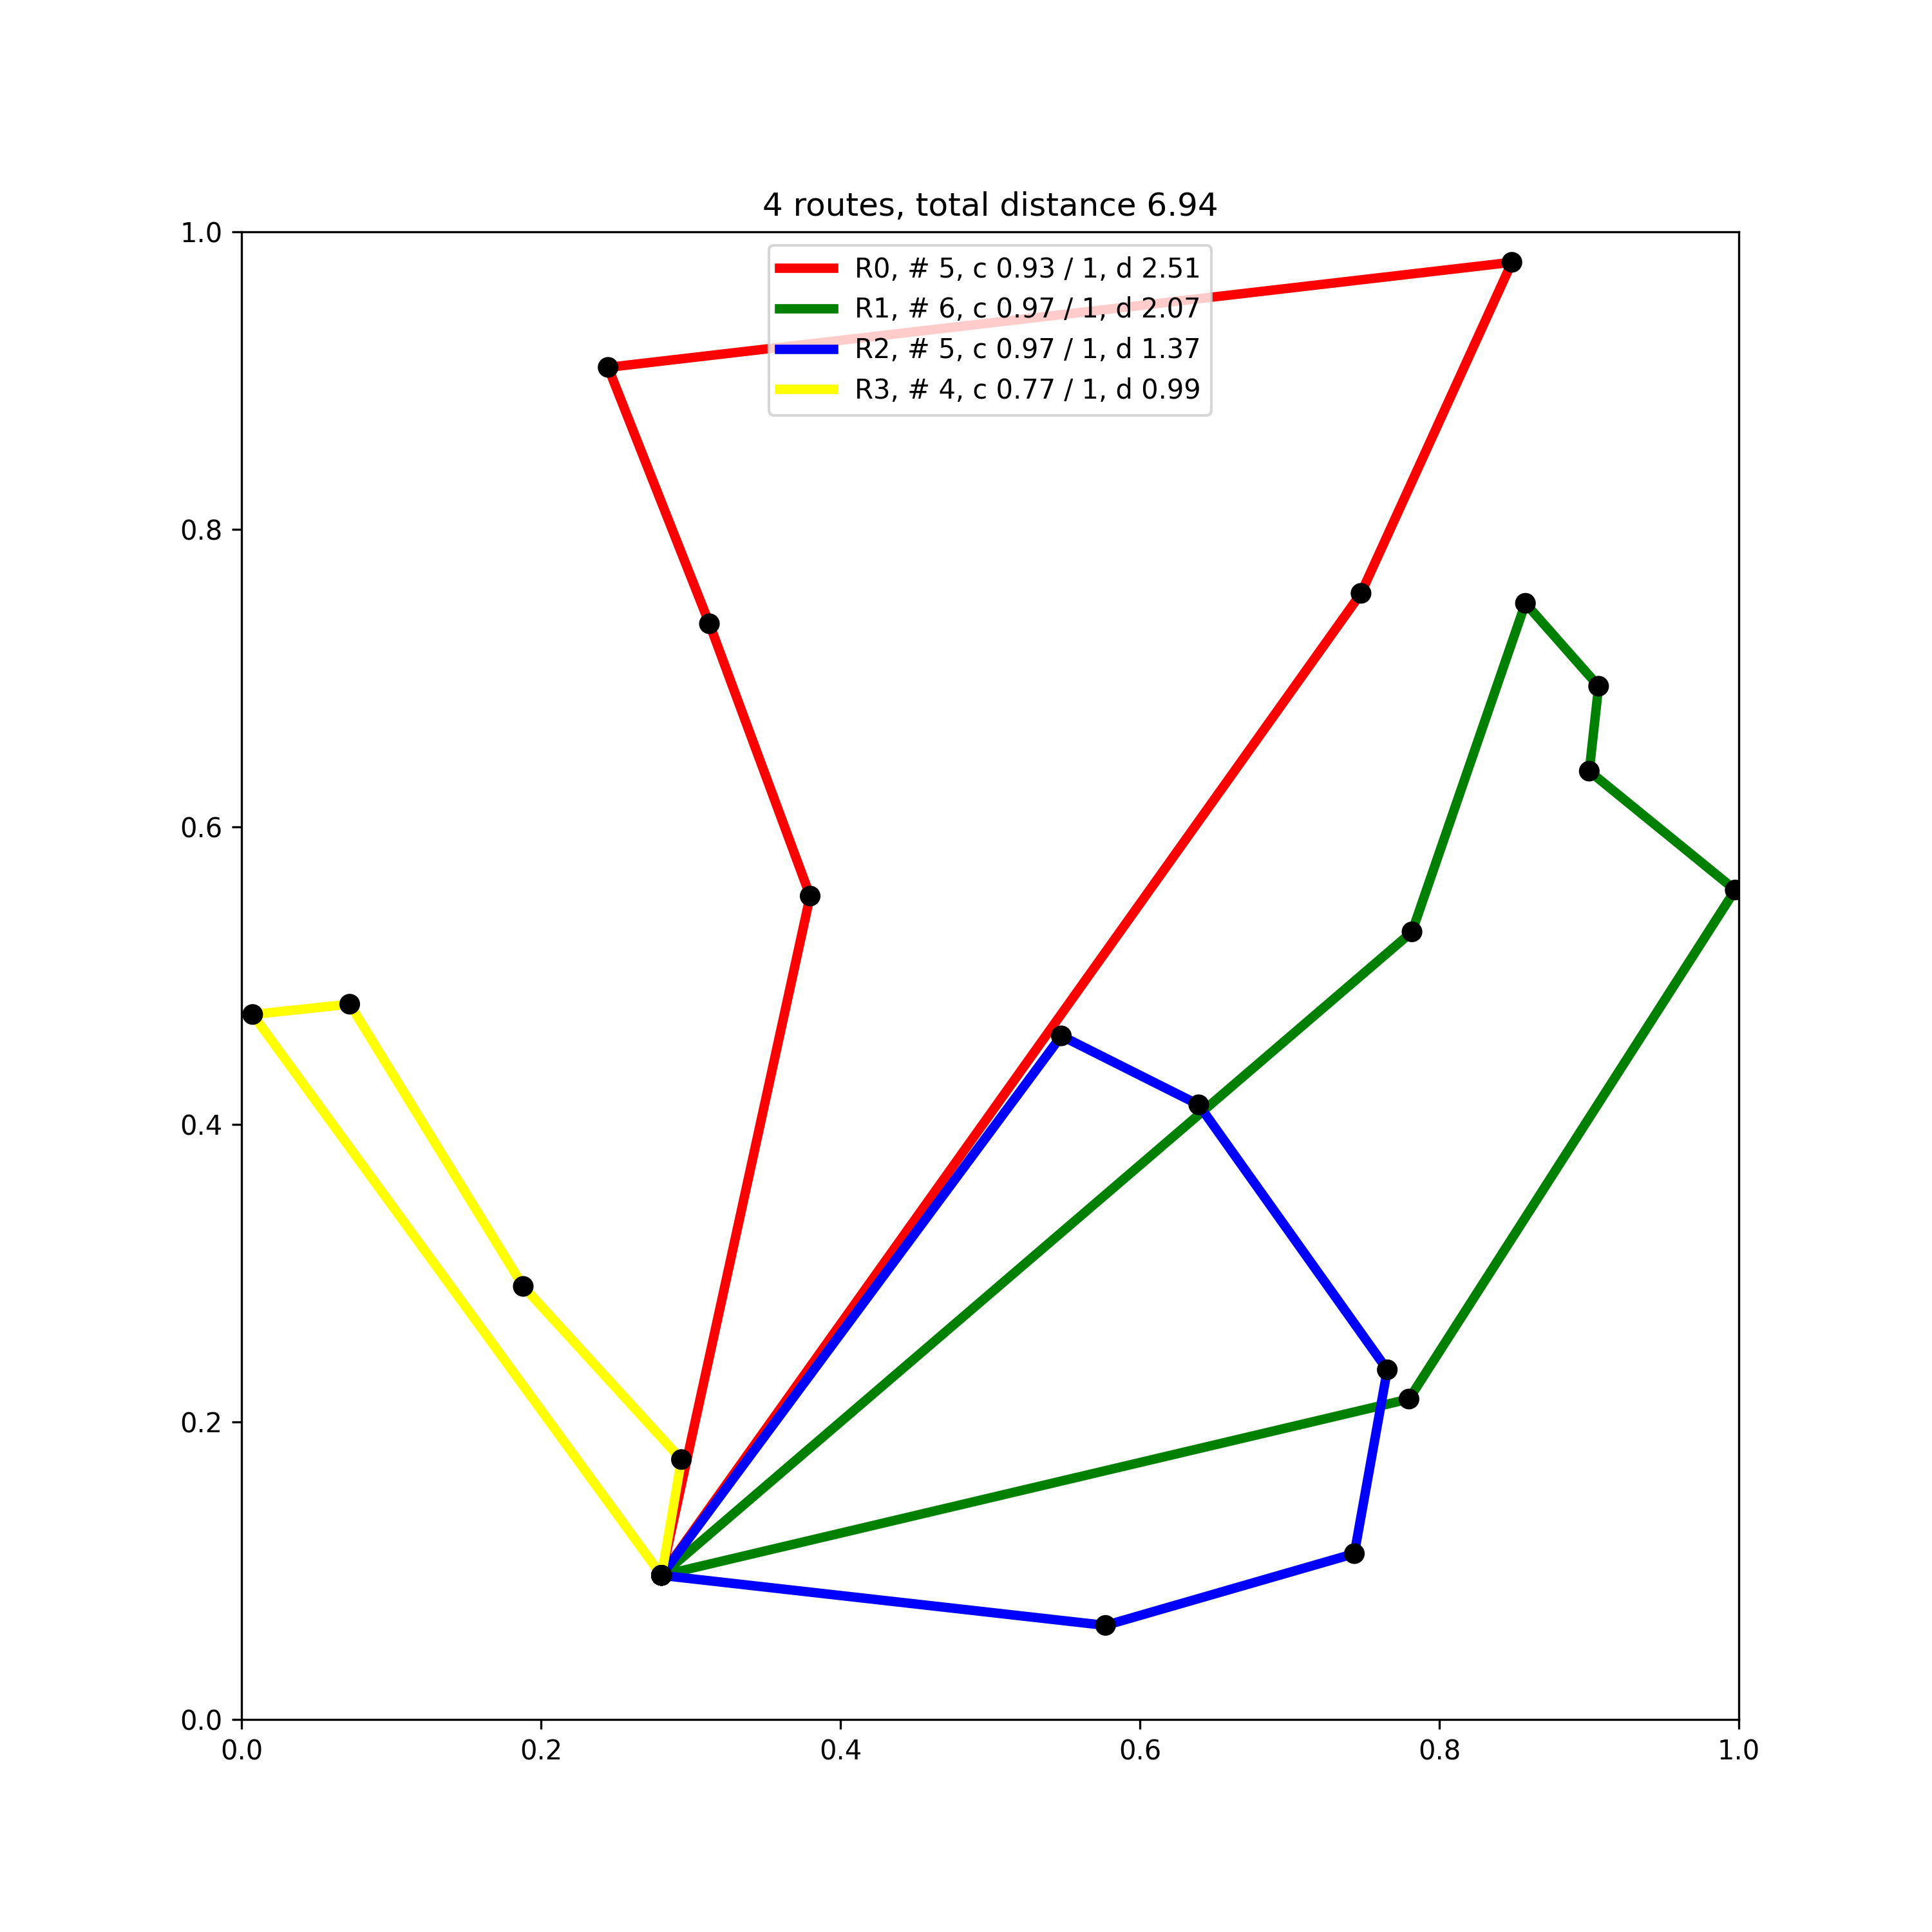 4 routes, total distance 6.94
R0, # 5, c 0.93 / 1, d 2.51
R1, # 6, c 0.97 / 1, d 2.07
R2, # 5, c 0.97 / 1, d 1.37
R3, # 4, c 0.77 / 1, d 0.99
1.0
0.8
0.6
0.4
0.2
0.0
0.0 0.2 0.4 0.6 0.8 1.0